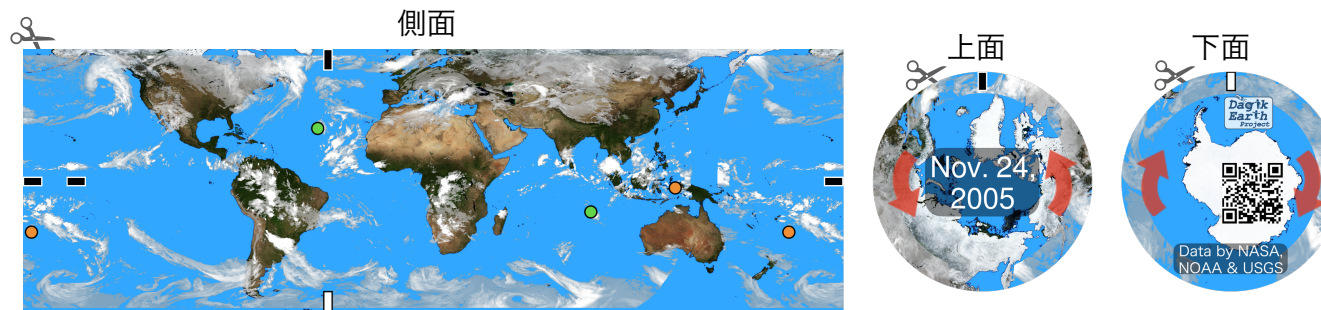 側面
上面
Nov. 24,
2005
下面
Dagik
Earth
Project
Data by NASA,
NOAA & USGS